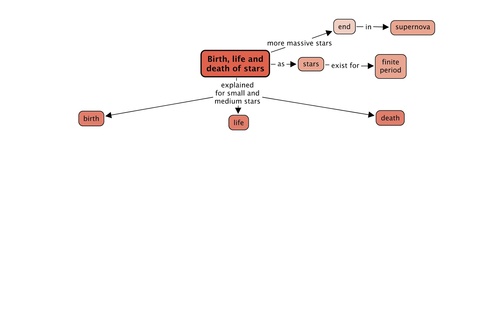 end
in
supernova
more massive stars
Birth, life and
death of stars
as
stars
exist for
finite
period
explained
for small and
medium stars
birth
life
death